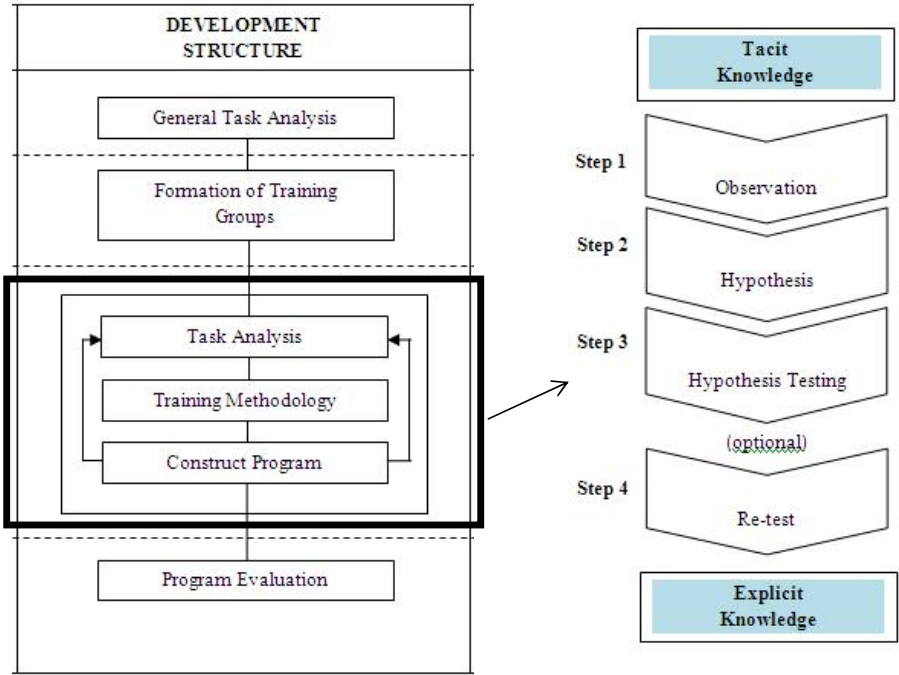 DEVELOPMENT
STRUCTURE
General Task Analysis
Formation of Training
Groups
Task Analysis
Training Methodology
Construct Program
Program Evaluation
Tacit
Knowledge
Step 1
Observation
Step 2
Hypothesis
Step 3
Hypothesis Testing
(optional)
Step 4
Re-test
Explicit
Knowledge